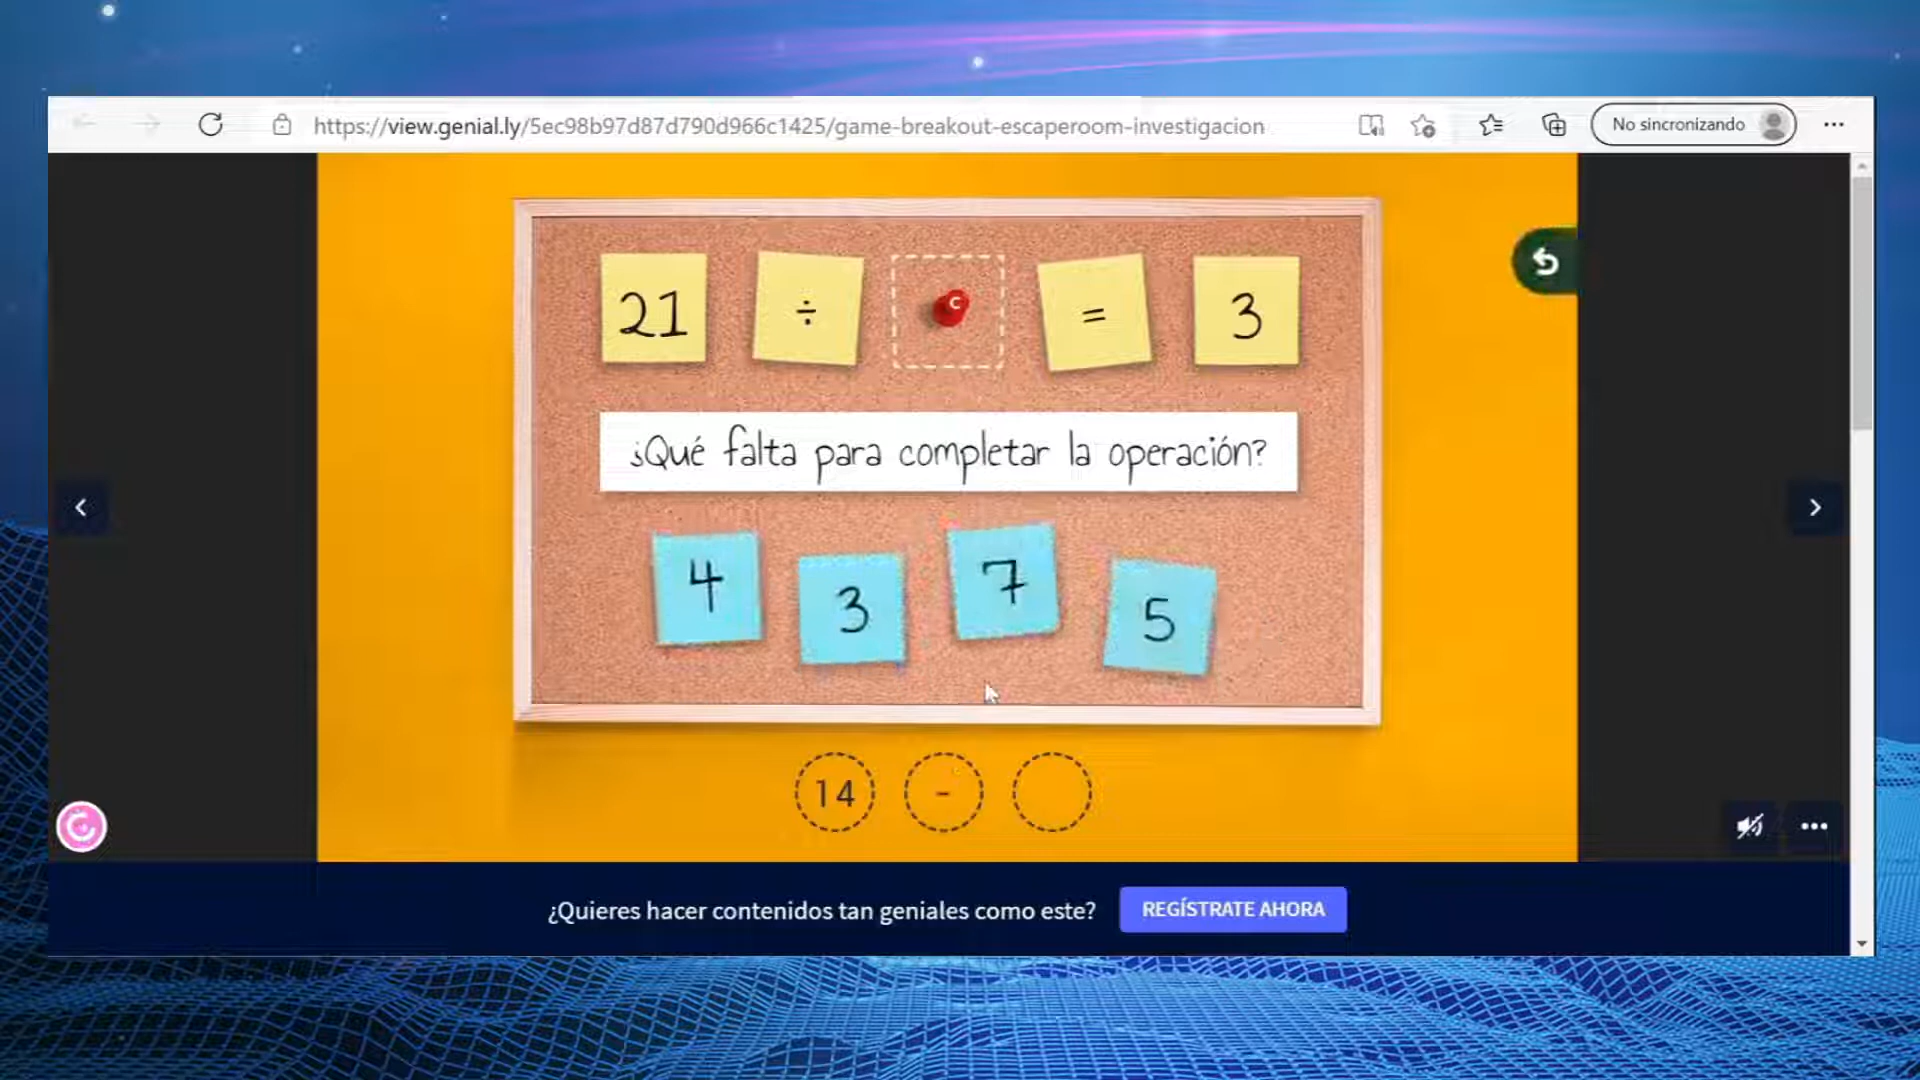 https://view.genial.ly/5ec98b97d87d790d966c1425/game-breakout-escaperoom-investigacion
No sincronizando
21 ÷ C = 3
¿Qué falta para completar la operación?
4 3 7 5
14 -
¿Quieres hacer contenidos tan geniales como este? REGÍSTRATE AHORA